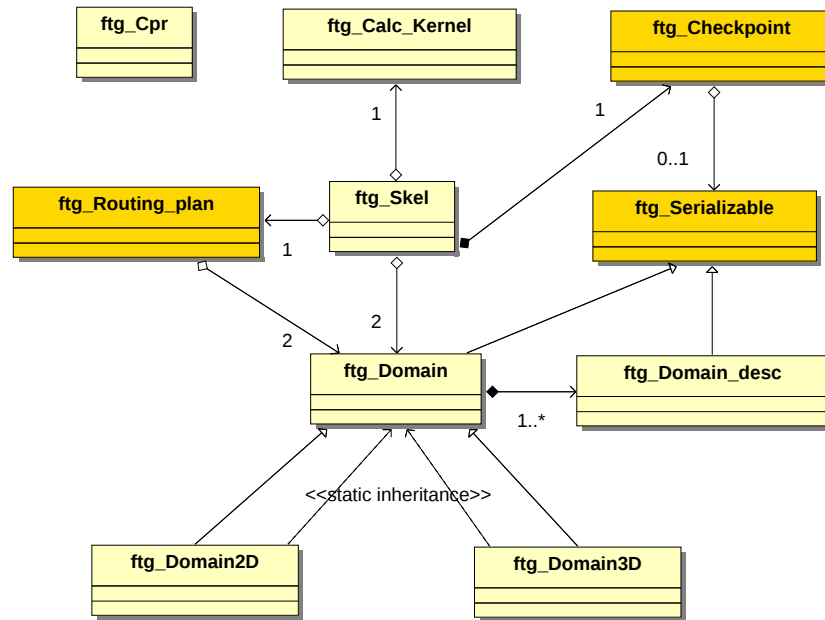 ftg_Cpr
ftg_Calc_Kernel
ftg_Checkpoint
1
1
0..1
ftg_Routing_plan
ftg_Skel
ftg_Serializable
1
2
2
ftg_Domain
ftg_Domain_desc
1..*
<<static inheritance>>
ftg_Domain2D
ftg_Domain3D